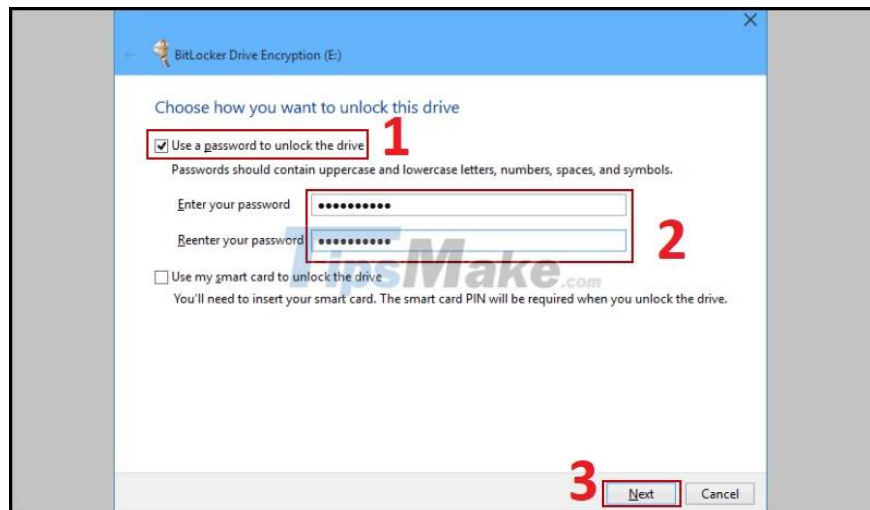 BitLocker Drive Encryption (E:)
Choose how you want to unlock this drive
Use a password to unlock the drive
1
Passwords should contain uppercase and lowercase letters, numbers, spaces, and symbols.
Enter your password ●●●●●●●●●●
Reenter your password ●●●●●●●●●●
2
TipsMake.com
Use my smart card to unlock the drive
You'll need to insert your smart card. The smart card PIN will be required when you unlock the drive.
3
Next Cancel